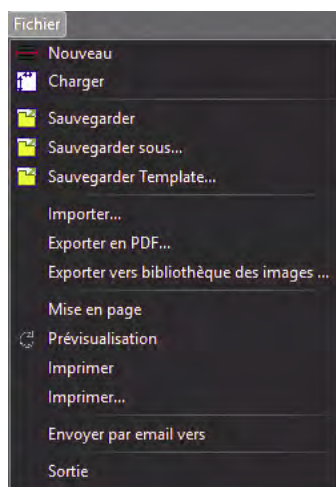 Fichier
Nouveau
Charger
Sauvegarder
Sauvegarder sous...
Sauvegarder Template...
Importer...
Exporter en PDF...
Exporter vers bibliothèque des images ...
Mise en page
Prévisualisation
Imprimer
Imprimer...
Envoyer par email vers
Sortie